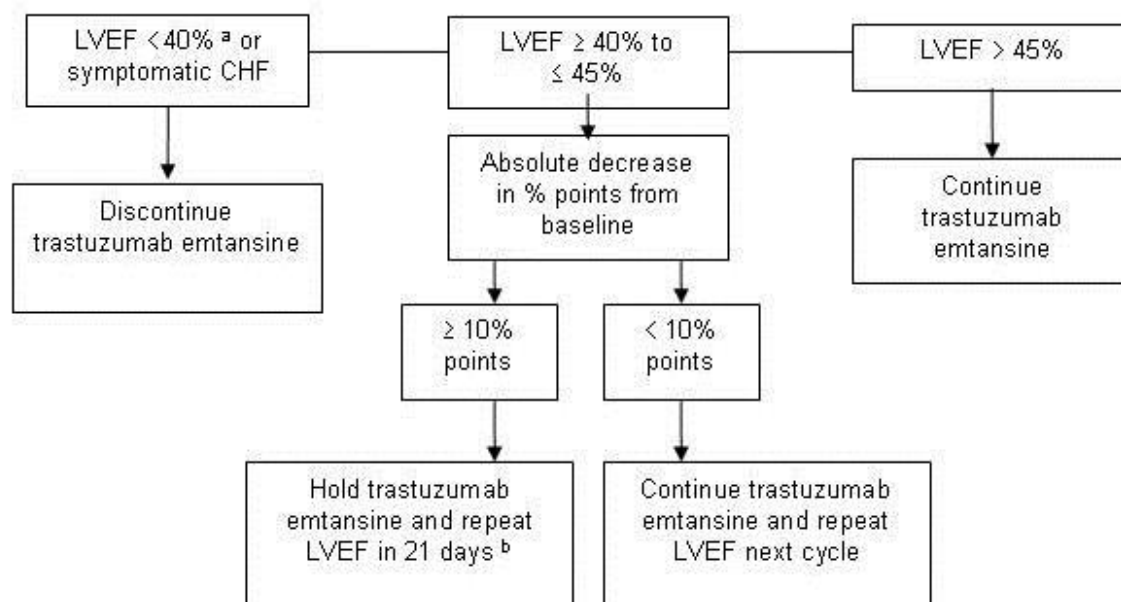 LVEF <40% ª or
symptomatic CHF
LVEF ≥ 40% to
≤ 45%
LVEF > 45%
Absolute decrease
in % points from
baseline
Discontinue
trastuzumab emtansine
Continue
trastuzumab
emtansine
≥ 10%
points
< 10%
points
Hold trastuzumab
emtansine and repeat
LVEF in 21 days ᵇ
Continue trastuzumab
emtansine and repeat
LVEF next cycle